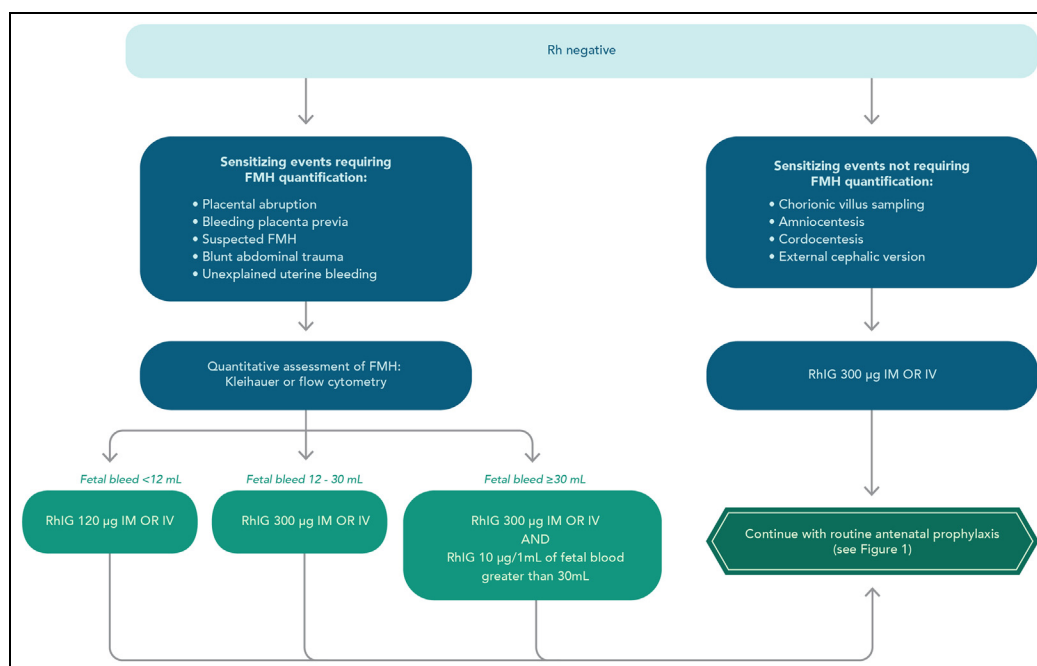 Rh negative
Sensitizing events requiring
FMH quantification:
• Placental abruption
• Bleeding placenta previa
• Suspected FMH
• Blunt abdominal trauma
• Unexplained uterine bleeding
Sensitizing events not requiring
FMH quantification:
• Chorionic villus sampling
• Amniocentesis
• Cordocentesis
• External cephalic version
Quantitative assessment of FMH:
Kleihauer or flow cytometry
RhIG 300 µg IM OR IV
Fetal bleed <12 mL
RhIG 120 µg IM OR IV
Fetal bleed 12 - 30 mL
RhIG 300 µg IM OR IV
Fetal bleed ≥30 mL
RhIG 300 µg IM OR IV
AND
RhIG 10 µg/1mL of fetal blood
greater than 30mL
Continue with routine antenatal prophylaxis
(see Figure 1)